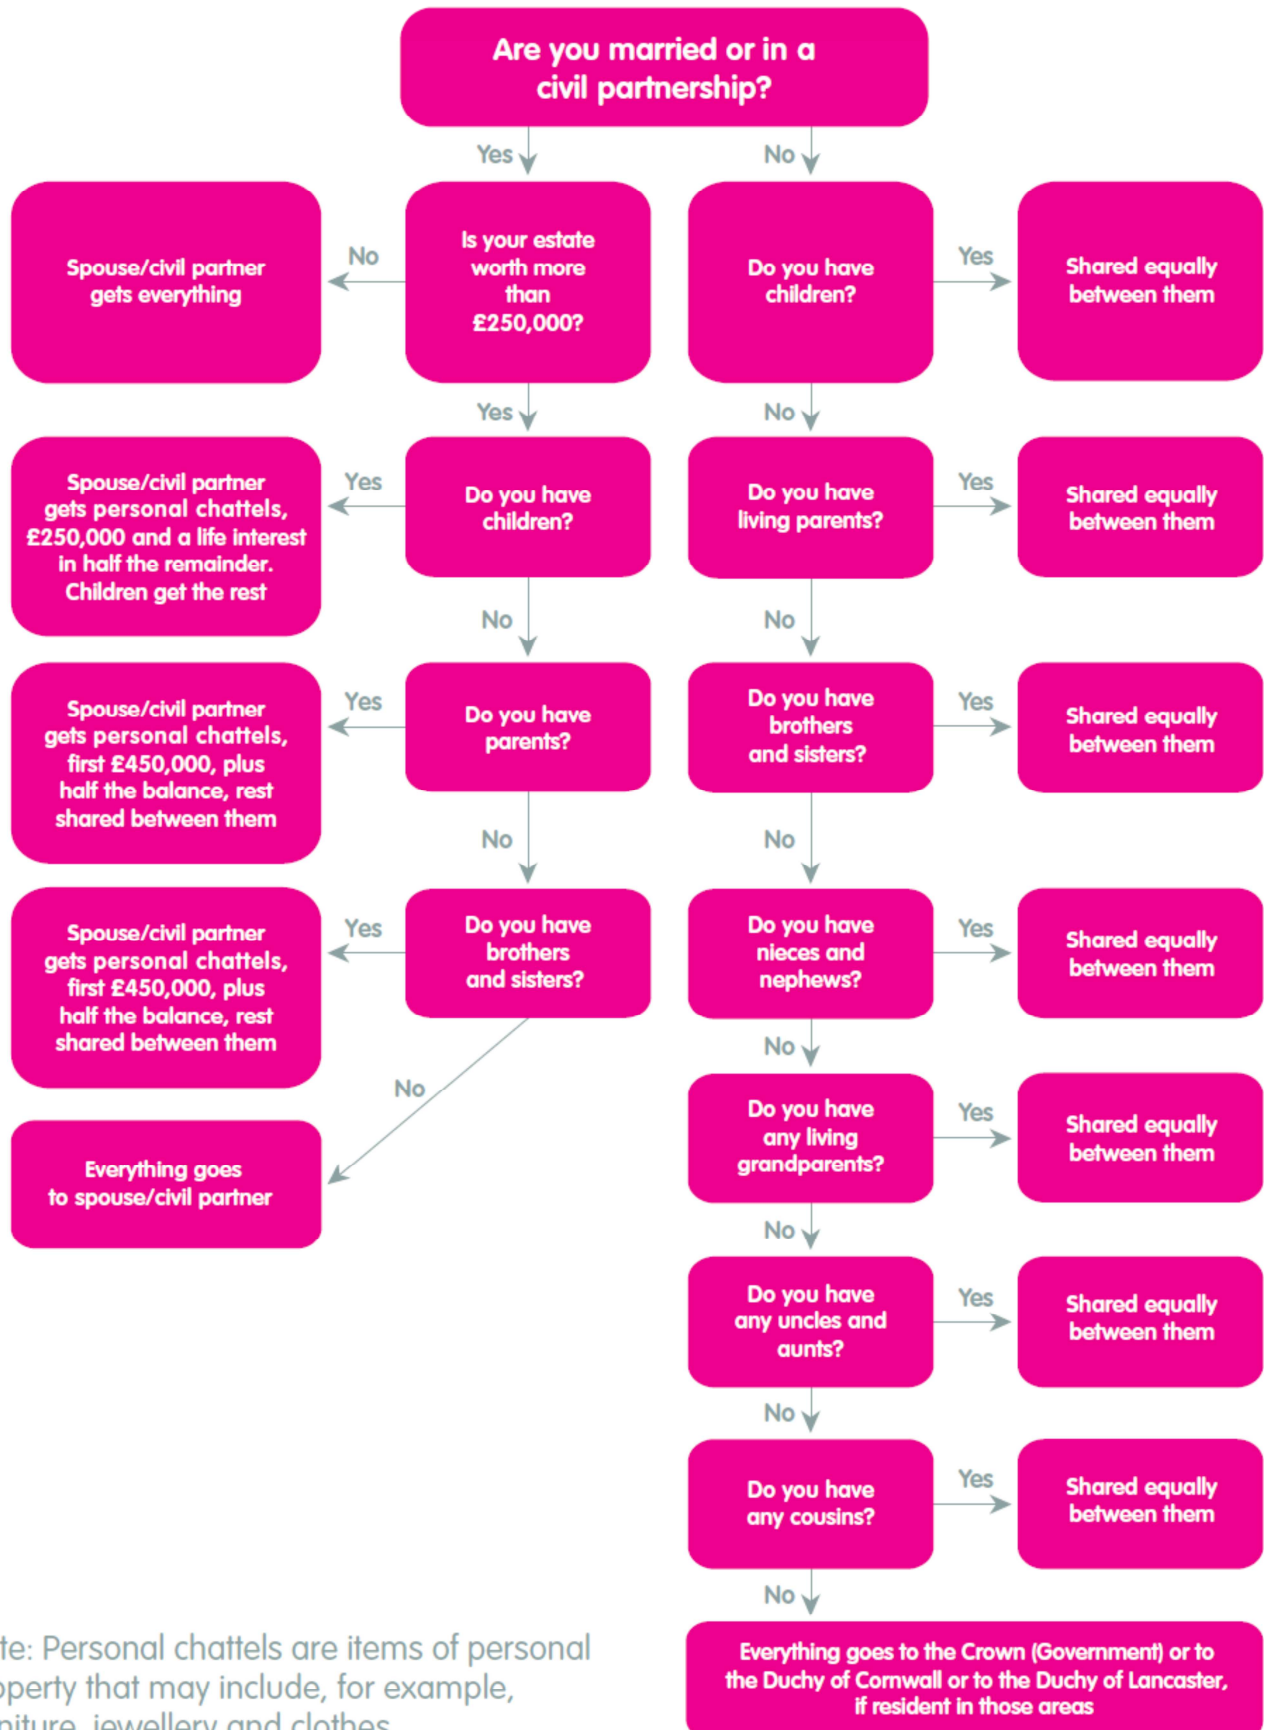 Are you married or in a
civil partnership?
Yes
No
Spouse/civil partner
gets everything
No
Is your estate
worth more
than
£250,000?
Do you have
children?
Yes
Shared equally
between them
Yes
No
Spouse/civil partner
gets personal chattels,
£250,000 and a life interest
in half the remainder.
Children get the rest
Yes
Do you have
children?
Do you have
living parents?
Yes
Shared equally
between them
No
No
Spouse/civil partner
gets personal chattels,
first £450,000, plus
half the balance, rest
shared between them
Yes
Do you have
parents?
Do you have
brothers
and sisters?
Yes
Shared equally
between them
No
No
Spouse/civil partner
gets personal chattels,
first £450,000, plus
half the balance, rest
shared between them
Yes
Do you have
brothers
and sisters?
Do you have
nieces and
nephews?
Yes
Shared equally
between them
No
No
Everything goes
to spouse/civil partner
Do you have
any living
grandparents?
Yes
Shared equally
between them
No
Do you have
any uncles and
aunts?
Yes
Shared equally
between them
No
Do you have
any cousins?
Yes
Shared equally
between them
No
Everything goes to the Crown (Government) or to
the Duchy of Cornwall or to the Duchy of Lancaster,
if resident in those areas
te: Personal chattels are items of personal
operty that may include, for example,
niture, jewellery and clothes